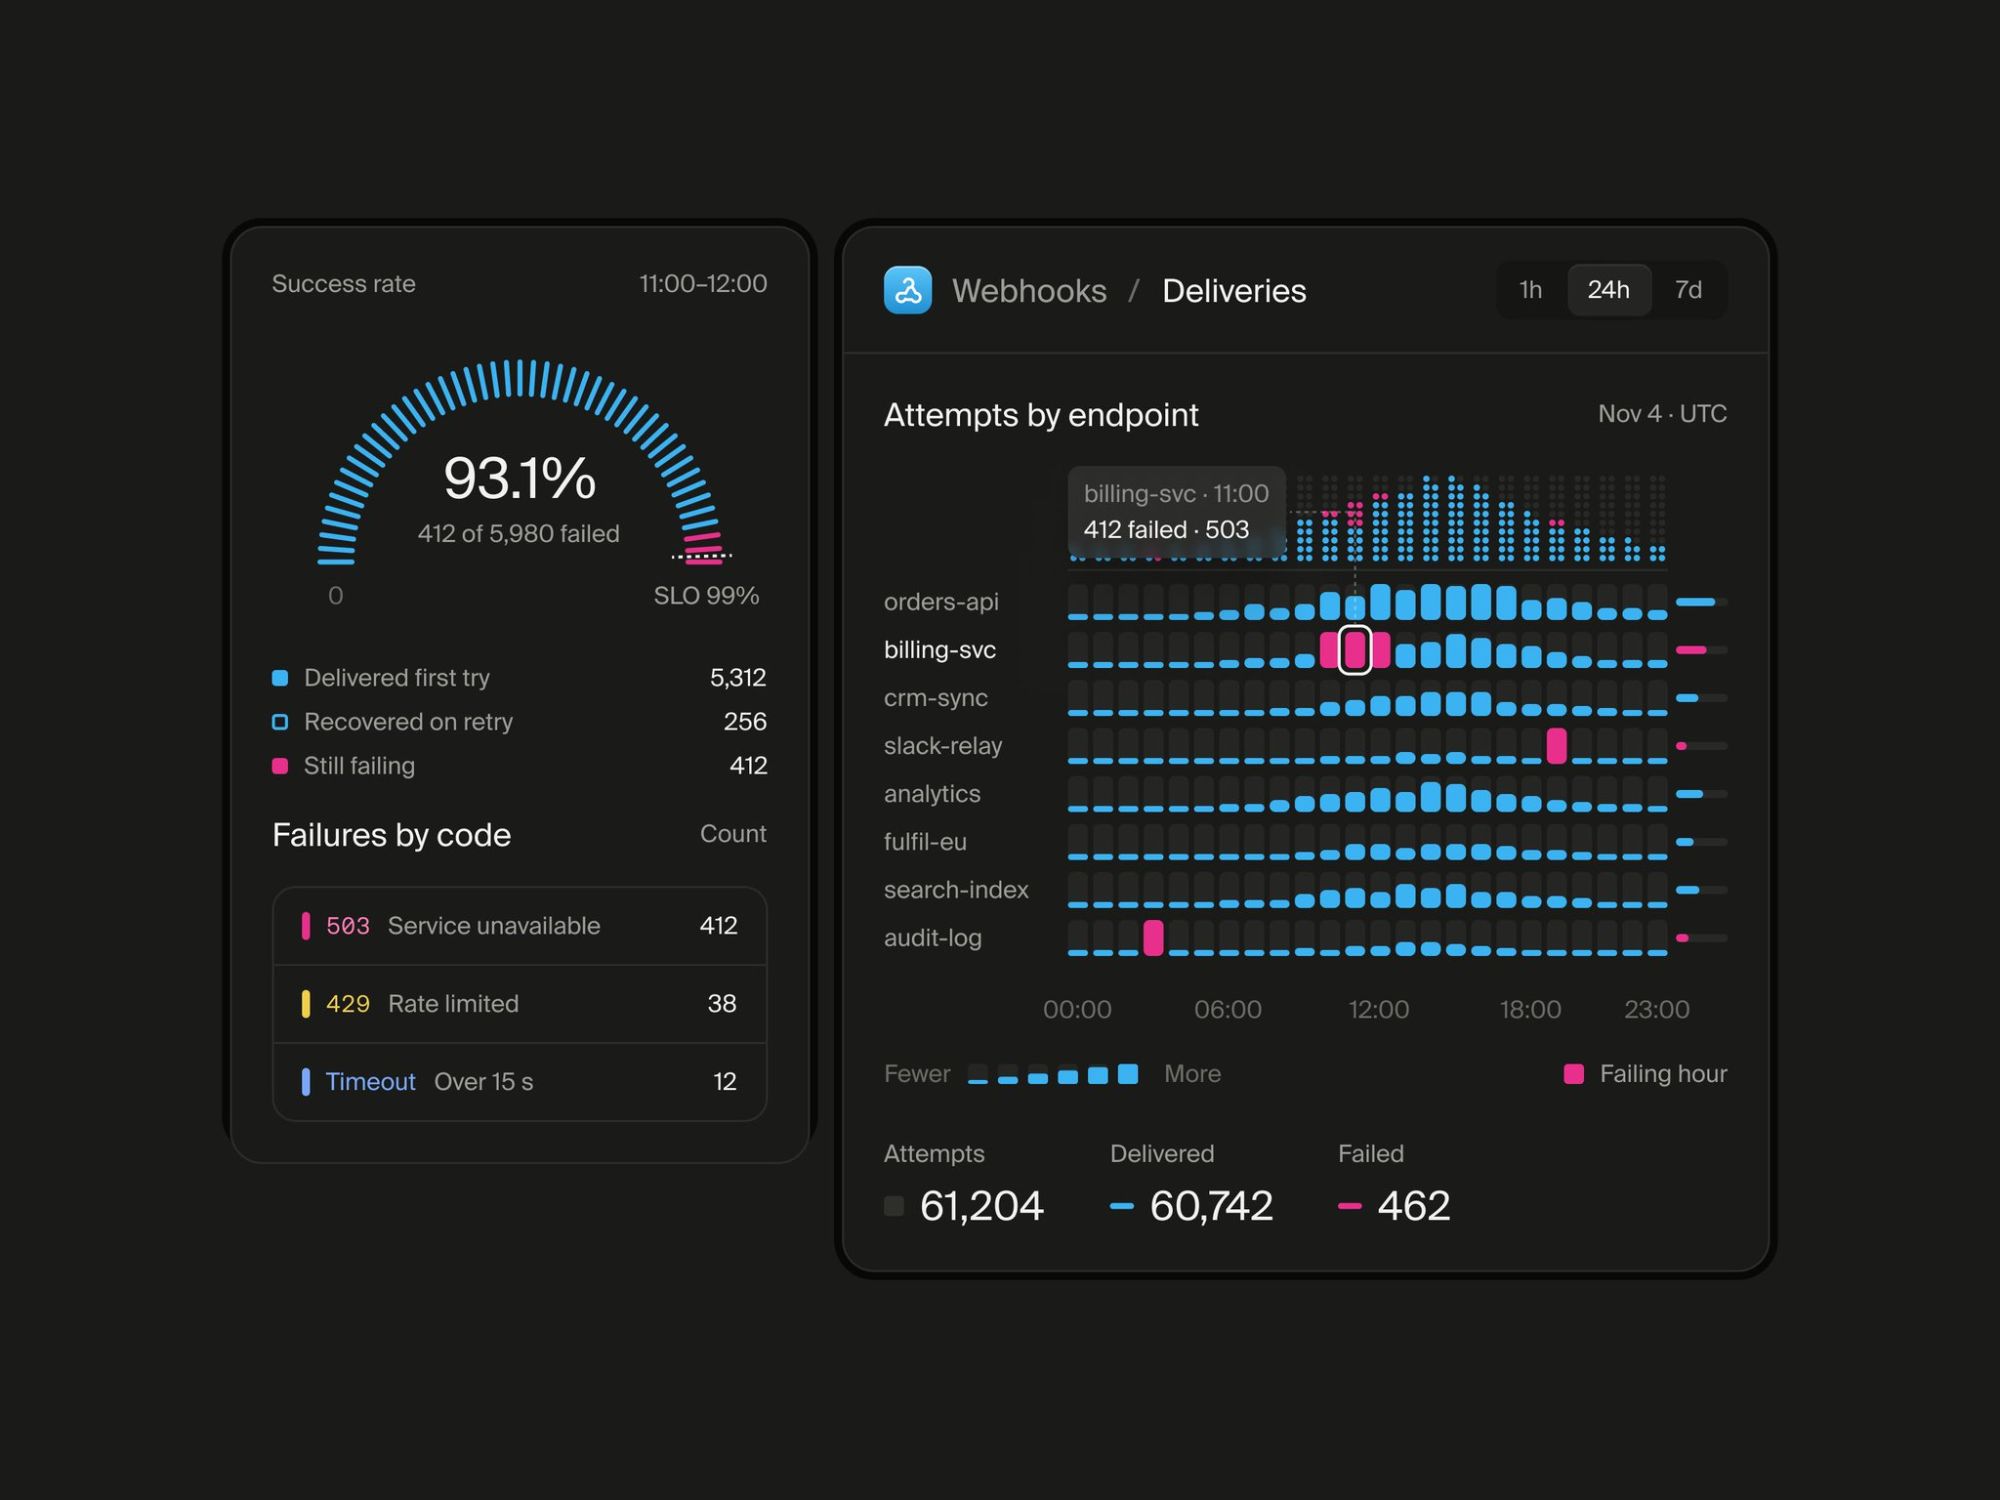 Success rate 11:00–12:00
93.1%
412 of 5,980 failed
0 SLO 99%
Delivered first try 5,312
Recovered on retry 256
Still failing 412
Failures by code Count
503 Service unavailable 412
429 Rate limited 38
Timeout Over 15 s 12
Webhooks / Deliveries 1h 24h 7d
Attempts by endpoint Nov 4 · UTC
billing-svc · 11:00
412 failed · 503
orders-api
billing-svc
crm-sync
slack-relay
analytics
fulfil-eu
search-index
audit-log
00:00 06:00 12:00 18:00 23:00
Fewer More Failing hour
Attempts Delivered Failed
61,204 60,742 462